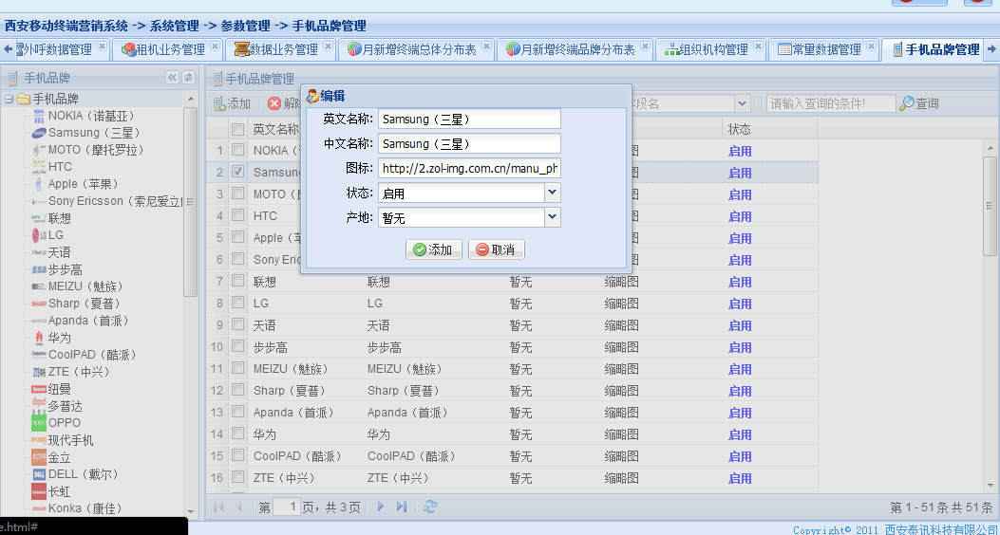 西安移动终端营销系统 -> 系统管理 -> 参数管理 -> 手机品牌管理
外呼数据管理 租机业务管理 数据业务管理 月新增终端总体分布表 月新增终端品牌分布表 组织机构管理 常量数据管理 手机品牌管理
手机品牌
手机品牌
NOKIA（诺基亚）
Samsung（三星）
MOTO（摩托罗拉）
HTC
Apple（苹果）
Sony Ericsson（索尼爱立信
联想
LG
天语
步步高
MEIZU（魅族）
Sharp（夏普）
Apanda（首派）
华为
CoolPAD（酷派）
ZTE（中兴）
纽曼
多普达
OPPO
现代手机
金立
DELL（戴尔）
长虹
Konka（康佳）
e.html#
手机品牌管理
添加 解除 段名 请输入查询的条件! 查询
英文名称 状态
1 NOKIA（ 图 启用
2 Samsung 图 启用
3 MOTO（ 图 启用
4 HTC 图 启用
5 Apple（ 图 启用
6 Sony Eric 图 启用
7 联想 联想 暂无 缩略图 启用
8 LG LG 暂无 缩略图 启用
9 天语 天语 暂无 缩略图 启用
10 步步高 步步高 暂无 缩略图 启用
11 MEIZU（魅族） MEIZU（魅族） 暂无 缩略图 启用
12 Sharp（夏普） Sharp（夏普） 暂无 缩略图 启用
13 Apanda（首派） Apanda（首派） 暂无 缩略图 启用
14 华为 华为 暂无 缩略图 启用
15 CoolPAD（酷派） CoolPAD（酷派） 暂无 缩略图 启用
16 ZTE（中兴） ZTE（中兴） 暂无 缩略图 启用
编辑
英文名称: Samsung（三星）
中文名称: Samsung（三星）
图标: http://2.zol-img.com.cn/manu_ph
状态: 启用
产地: 暂无
添加 取消
第 1 页，共 3 页
第 1 - 51 条 共 51 条
Copyright© 2011 西安泰讯科技有限公司